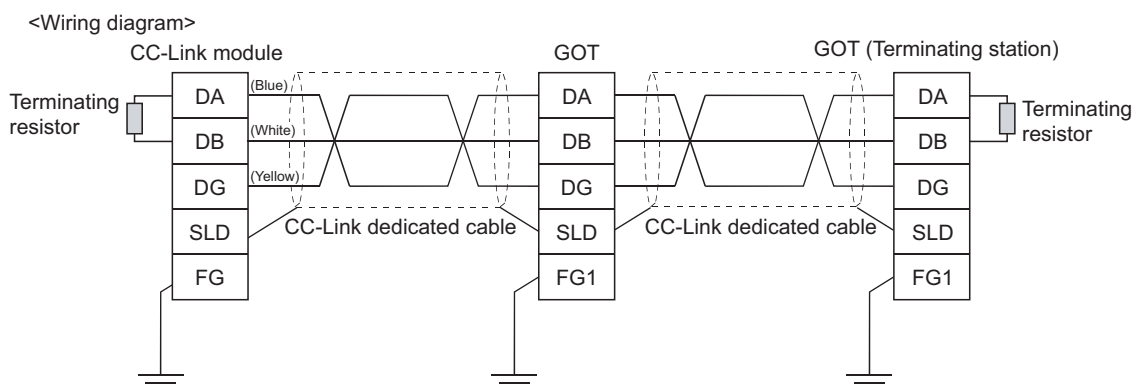 <Wiring diagram>
CC-Link module
GOT
GOT (Terminating station)
Terminating
resistor
DA
(Blue)
DA
DA
Terminating
resistor
DB
(White)
DB
DB
DG
(Yellow)
DG
DG
SLD
CC-Link dedicated cable
SLD
CC-Link dedicated cable
SLD
FG
FG1
FG1